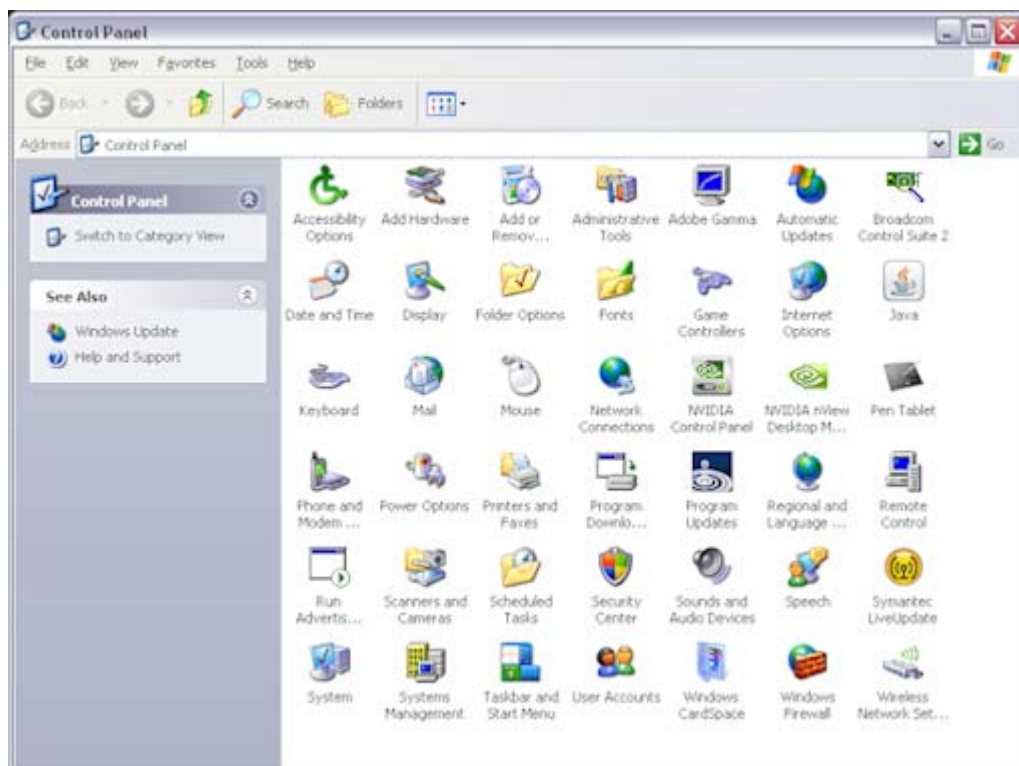 Control Panel
File Edit View Favorites Tools Help
Back Search Folders
Address Control Panel Go
Control Panel
Switch to Category View
See Also
Windows Update
Help and Support
Accessibility Options
Add Hardware
Add or Remov...
Administrative Tools
Adobe Gamma
Automatic Updates
Broadcom Control Suite 2
Date and Time
Display
Folder Options
Fonts
Game Controllers
Internet Options
Java
Keyboard
Mail
Mouse
Network Connections
NVIDIA Control Panel
NVIDIA nView Desktop M...
Pen Tablet
Phone and Modem ...
Power Options
Printers and Faxes
Program Downlo...
Program Updates
Regional and Language ...
Remote Control
Run Advertis...
Scanners and Cameras
Scheduled Tasks
Security Center
Sounds and Audio Devices
Speech
Symantec LiveUpdate
System
Systems Management
Taskbar and Start Menu
User Accounts
Windows CardSpace
Windows Firewall
Wireless Network Set...